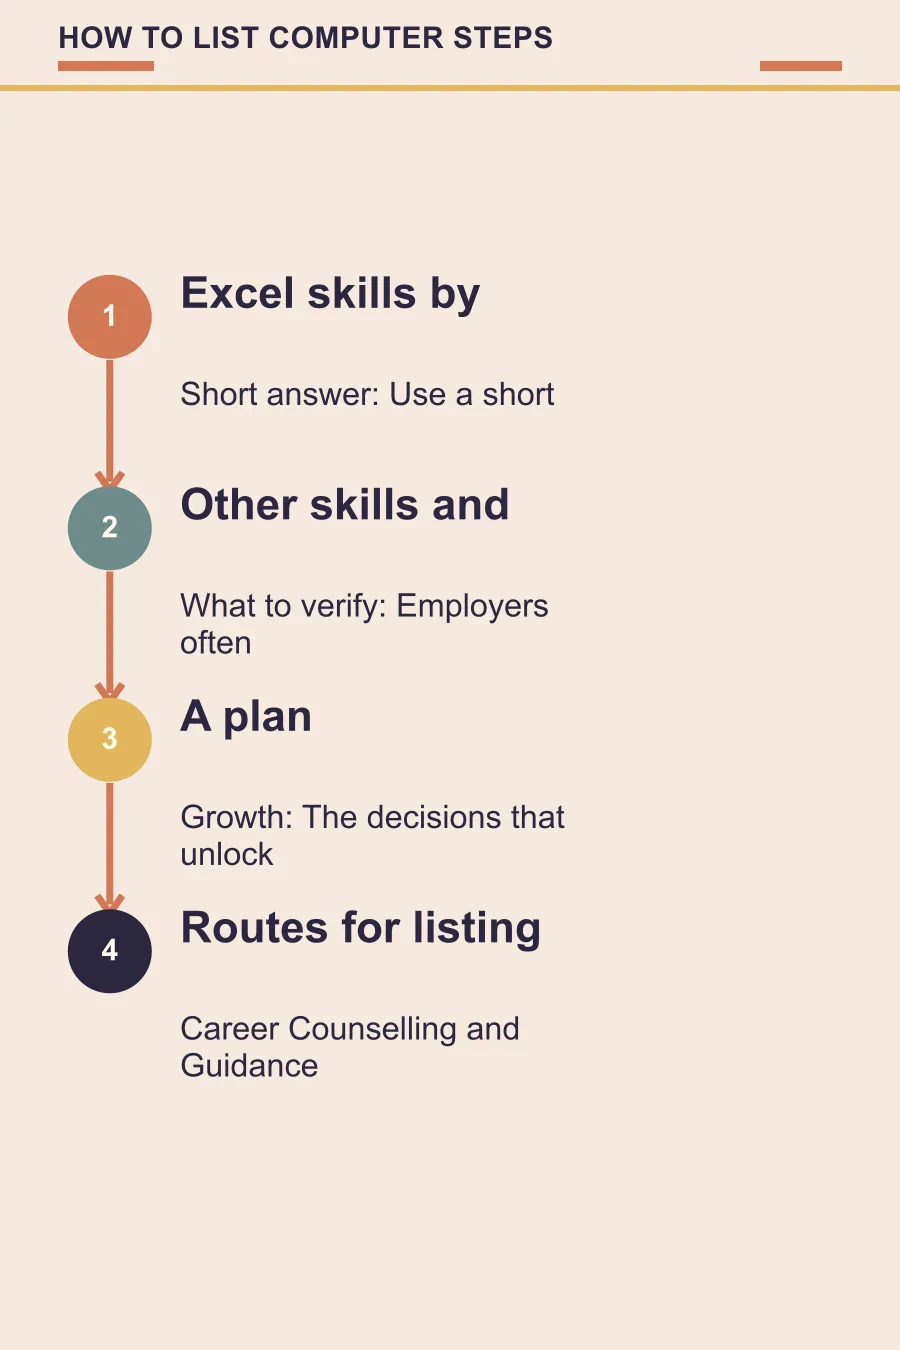 HOW TO LIST COMPUTER STEPS
1
Excel skills by
Short answer: Use a short
2
Other skills and
What to verify: Employers
often
3
A plan
Growth: The decisions that
unlock
4
Routes for listing
Career Counselling and
Guidance